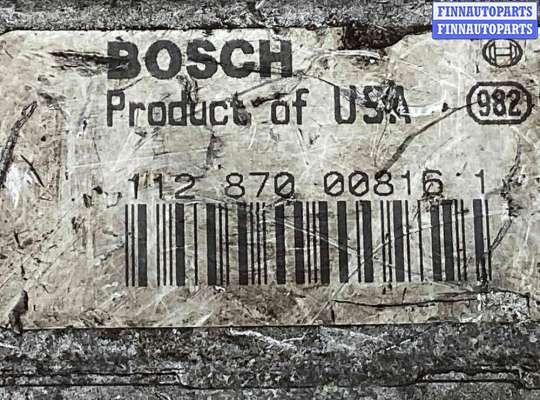 FINNAUTOPARTS
FINNAUTOPARTS
BOSCH
Product of USA
982
112 870 00816 1